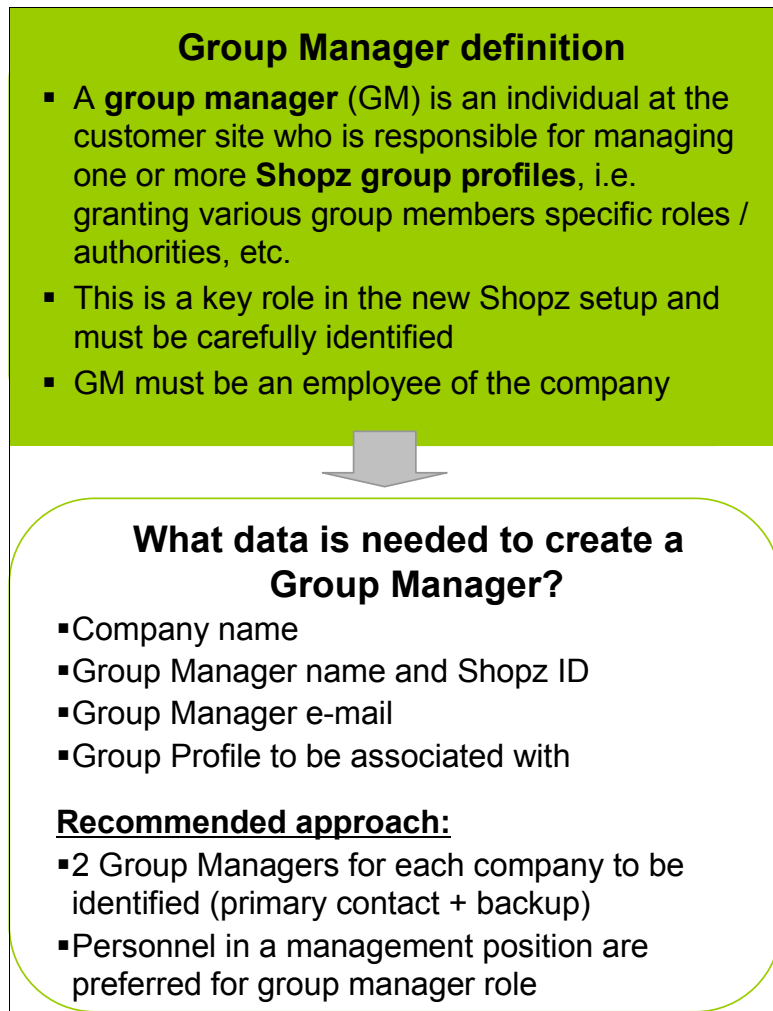 Group Manager definition
▪ A group manager (GM) is an individual at the
customer site who is responsible for managing
one or more Shopz group profiles, i.e.
granting various group members specific roles /
authorities, etc.
▪ This is a key role in the new Shopz setup and
must be carefully identified
▪ GM must be an employee of the company
What data is needed to create a
Group Manager?
▪Company name
▪Group Manager name and Shopz ID
▪Group Manager e-mail
▪Group Profile to be associated with
Recommended approach:
▪2 Group Managers for each company to be
identified (primary contact + backup)
▪Personnel in a management position are
preferred for group manager role